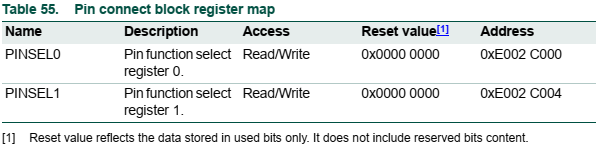 Table 55. Pin connect block register map
Name Description Access Reset value[1] Address
PINSEL0 Pin function select Read/Write 0x0000 0000 0xE002 C000
register 0.
PINSEL1 Pin function select Read/Write 0x0000 0000 0xE002 C004
register 1.
[1] Reset value reflects the data stored in used bits only. It does not include reserved bits content.